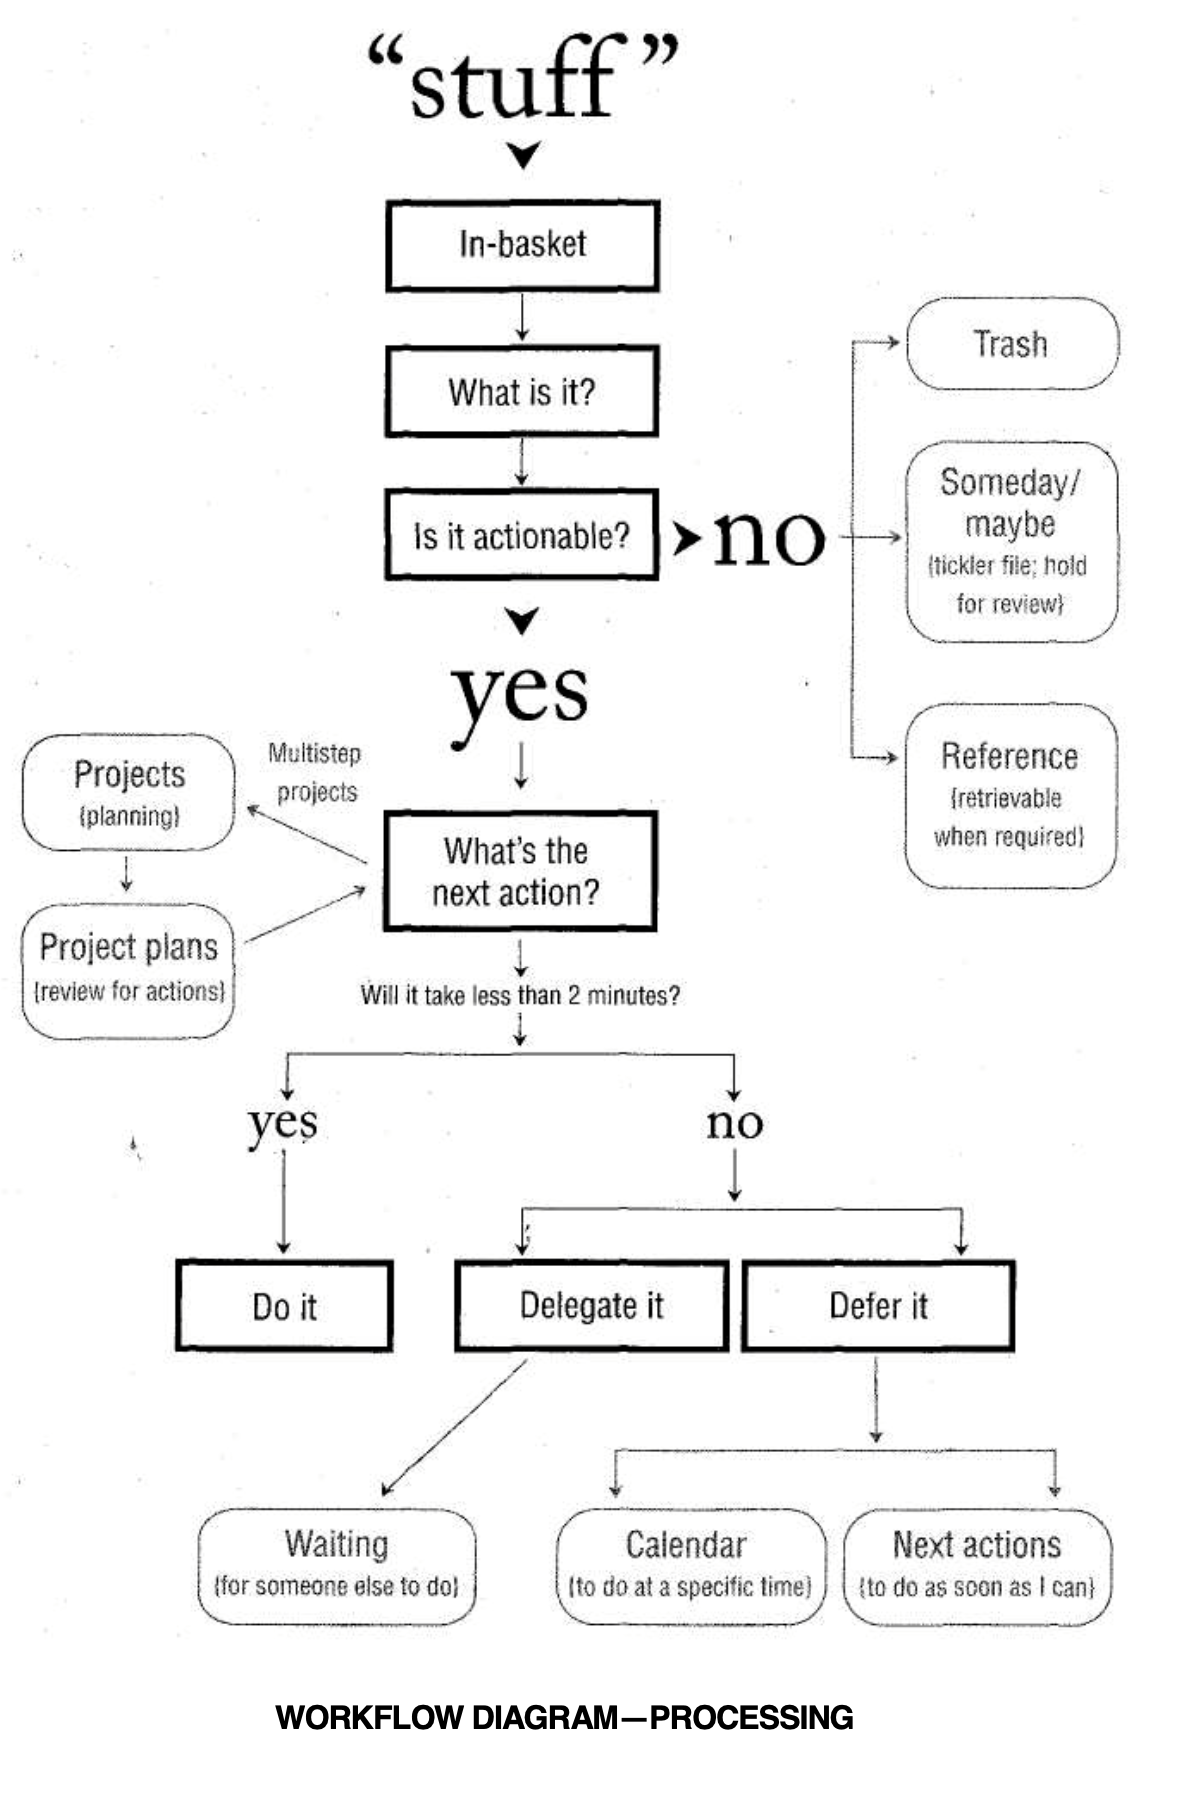 “stuff”
In-basket
What is it?
Is it actionable?
no
Trash
Someday/
maybe
(tickler file; hold
for review)
Reference
(retrievable
when required)
yes
Multistep
projects
Projects
(planning)
Project plans
(review for actions)
What’s the
next action?
Will it take less than 2 minutes?
yes
no
Do it
Delegate it
Defer it
Waiting
(for someone else to do)
Calendar
(to do at a specific time)
Next actions
(to do as soon as I can)
WORKFLOW DIAGRAM—PROCESSING